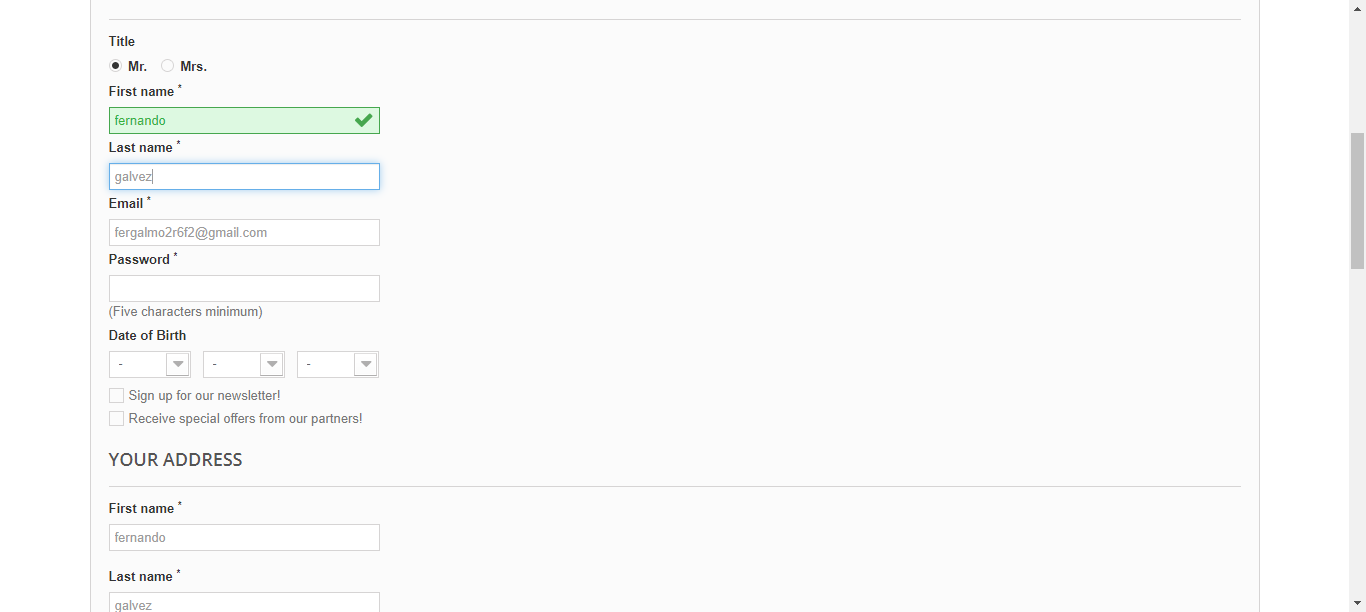 Title
Mr. Mrs.
First name *
fernando
Last name *
galvez
Email *
fergalmo2r6f2@gmail.com
Password *
(Five characters minimum)
Date of Birth
- - -
Sign up for our newsletter!
Receive special offers from our partners!
YOUR ADDRESS
First name *
fernando
Last name *
galvez